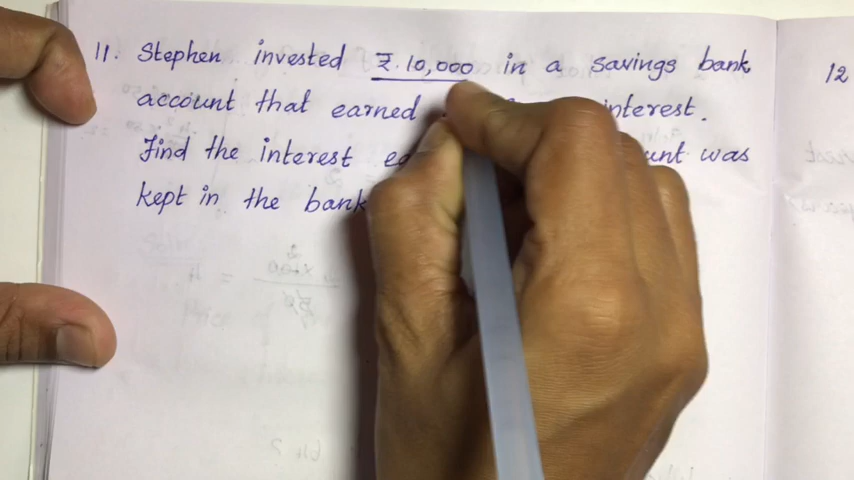 11. Stephen invested ₹.10,000 in a savings bank
account that earned interest.
Find the interest unt was
kept in the bank
12